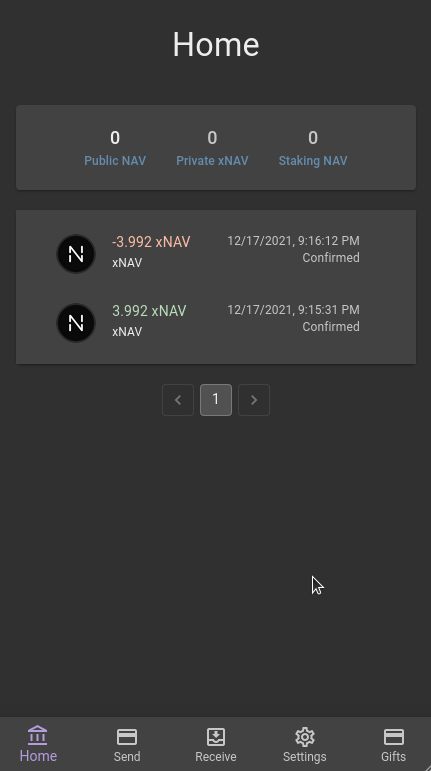 Home
0 0 0
Public NAV Private xNAV Staking NAV
-3.992 xNAV 12/17/2021, 9:16:12 PM
xNAV Confirmed
3.992 xNAV 12/17/2021, 9:15:31 PM
xNAV Confirmed
1
Home Send Receive Settings Gifts